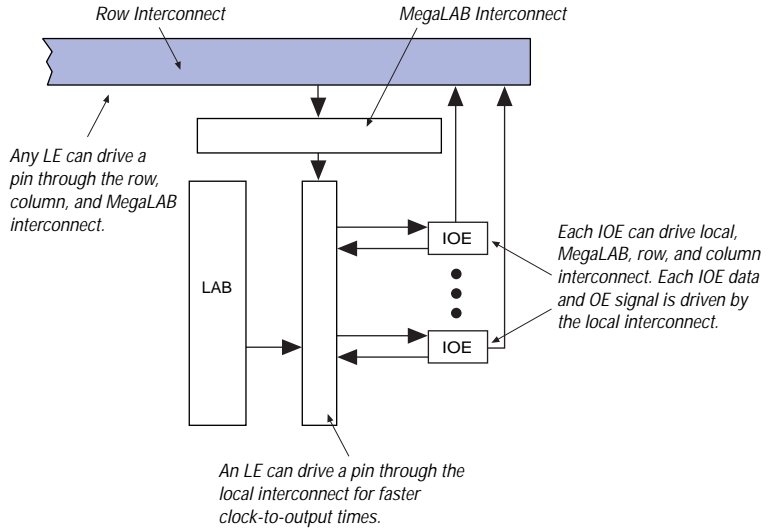 Row Interconnect
MegaLAB Interconnect
Any LE can drive a
pin through the row,
column, and MegaLAB
interconnect.
LAB
IOE
IOE
Each IOE can drive local,
MegaLAB, row, and column
interconnect. Each IOE data
and OE signal is driven by
the local interconnect.
An LE can drive a pin through the
local interconnect for faster
clock-to-output times.